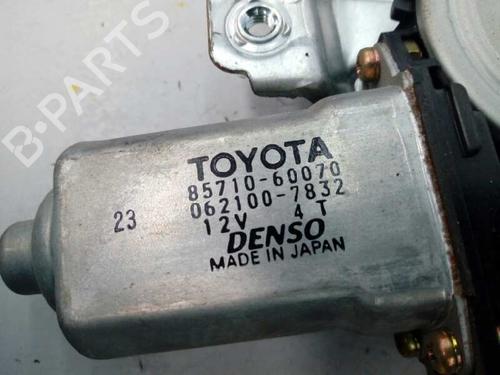 B-PARTS
TOYOTA
85710-60070
062100-7832
23
12V 4 T
DENSO
MADE IN JAPAN